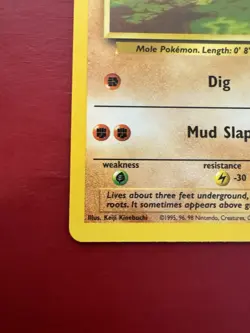 Mole Pokémon. Length: 0' 8"
Dig
Mud Slap
weakness
resistance
-30
Lives about three feet underground,
roots. It sometimes appears above
Illus. Keiji Kinebuchi
©1995, 96, 98 Nintendo, Creatures,